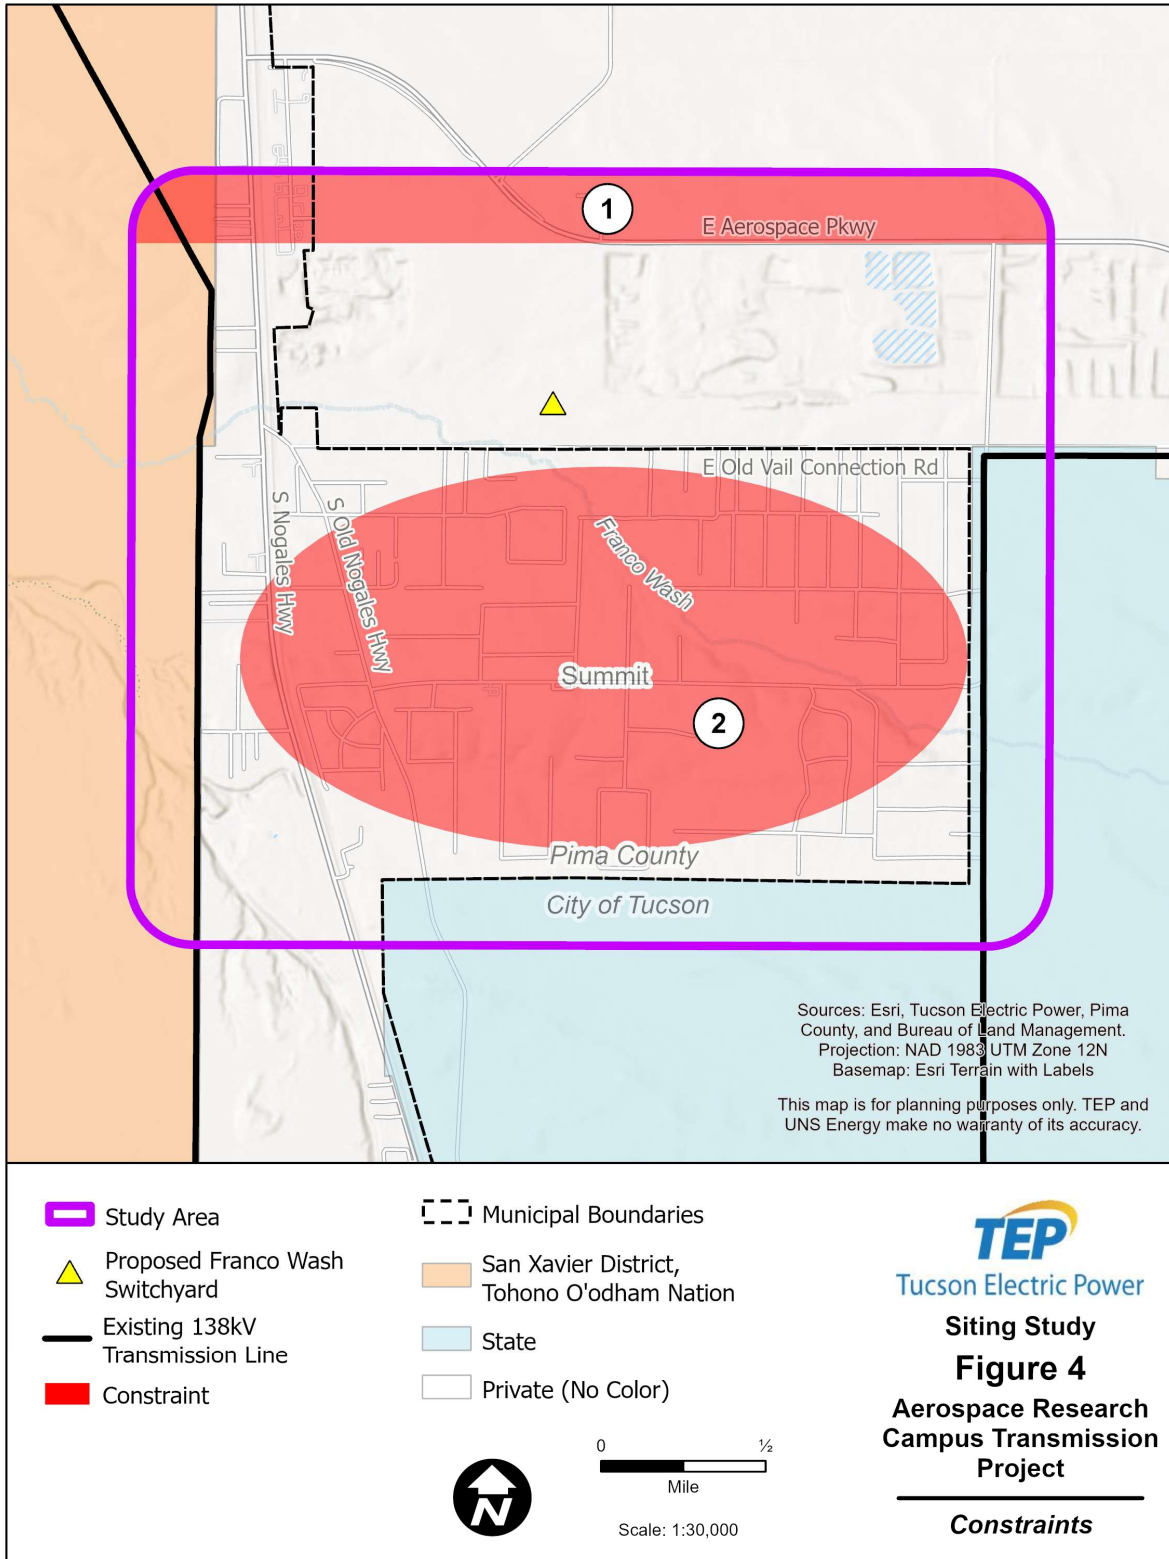 1
E Aerospace Pkwy
E Old Vail Connection Rd
S Nogales Hwy
S Old Nogales Hwy
Franco Wash
Summit
2
Pima County
City of Tucson
Sources: Esri, Tucson Electric Power, Pima
County, and Bureau of Land Management.
Projection: NAD 1983 UTM Zone 12N
Basemap: Esri Terrain with Labels
This map is for planning purposes only. TEP and
UNS Energy make no warranty of its accuracy.
Study Area
Proposed Franco Wash
Switchyard
Existing 138kV
Transmission Line
Constraint
Municipal Boundaries
San Xavier District,
Tohono O'odham Nation
State
Private (No Color)
N
0 ½
Mile
Scale: 1:30,000
TEP
Tucson Electric Power
Siting Study
Figure 4
Aerospace Research
Campus Transmission
Project
Constraints